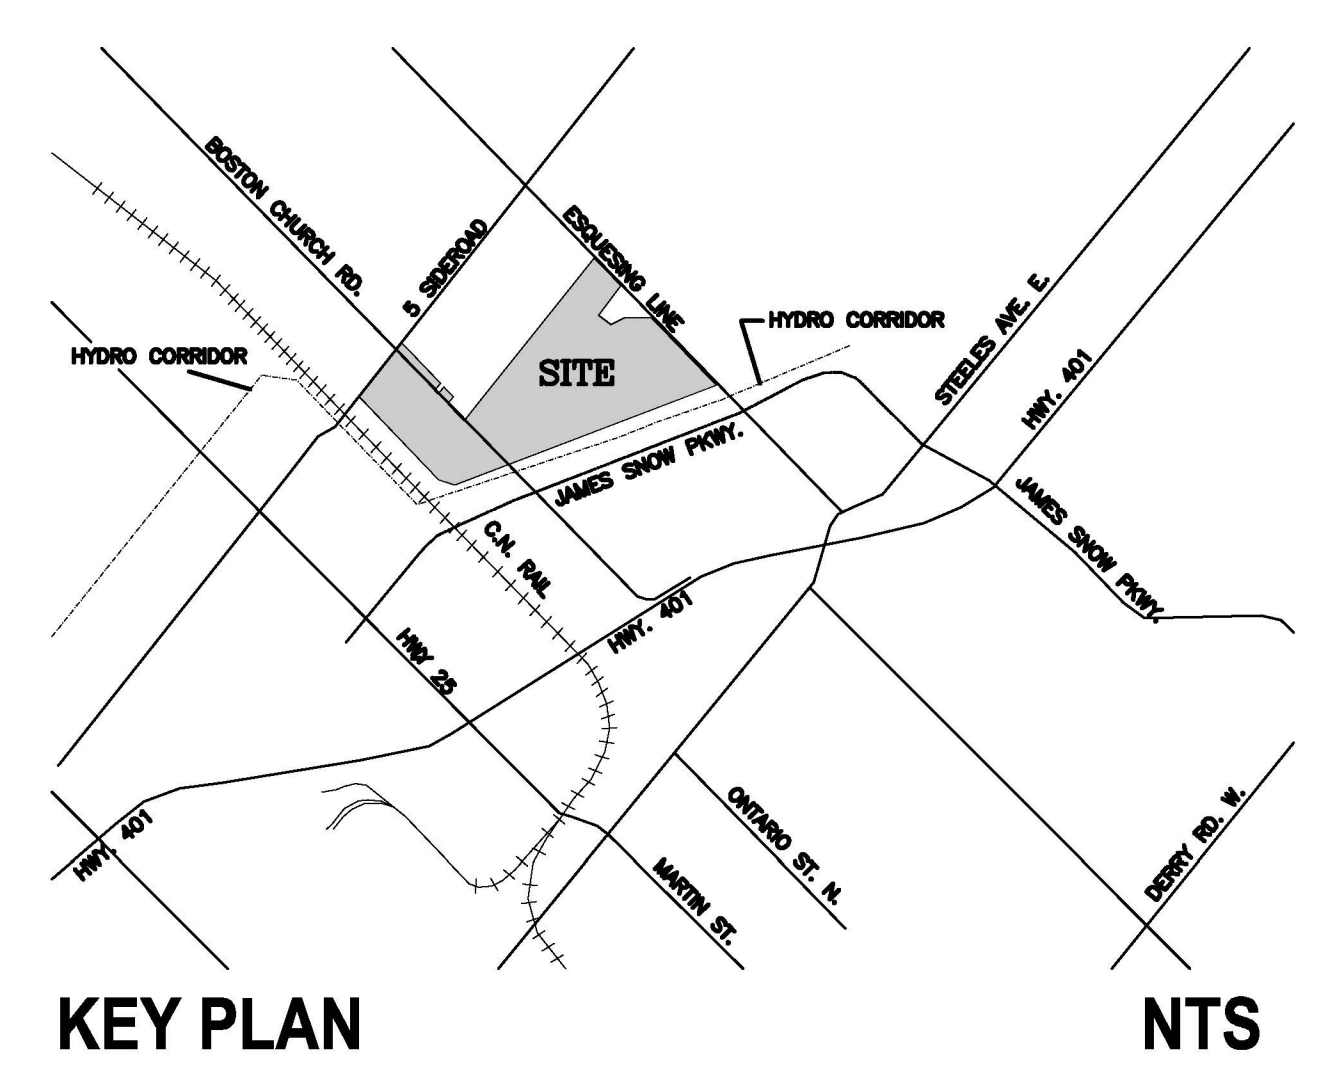 BOSTON CHURCH RD.
5 SIDEROAD
ESQUESING LINE
HYDRO CORRIDOR
HYDRO CORRIDOR
SITE
STEELES AVE. E.
HWY. 401
JAMES SNOW PKWY.
JAMES SNOW PKWY.
C.N. RAIL
HWY. 401
HWY 25
HWY. 401
ONTARIO ST. N.
MARTIN ST.
DERRY RD. W.
KEY PLAN
NTS